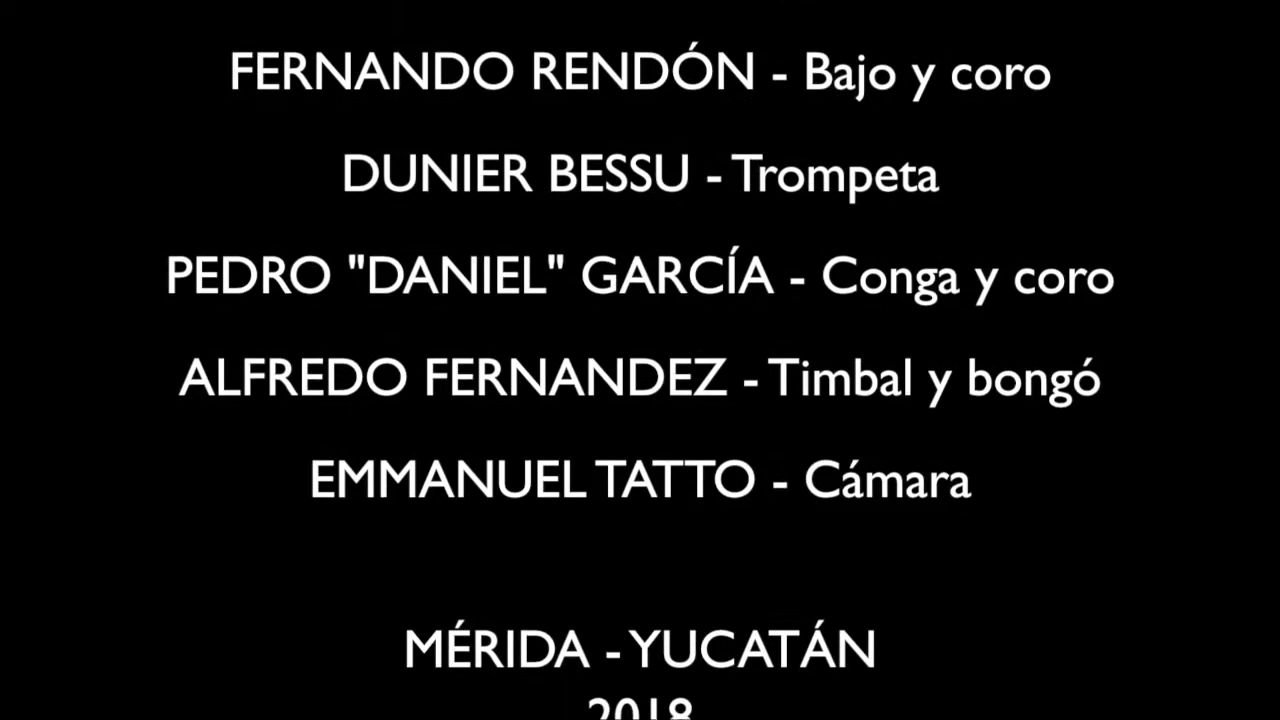 FERNANDO RENDÓN - Bajo y coro
DUNIER BESSU - Trompeta
PEDRO "DANIEL" GARCÍA - Conga y coro
ALFREDO FERNANDEZ - Timbal y bongó
EMMANUEL TATTO - Cámara
MÉRIDA - YUCATÁN
2018